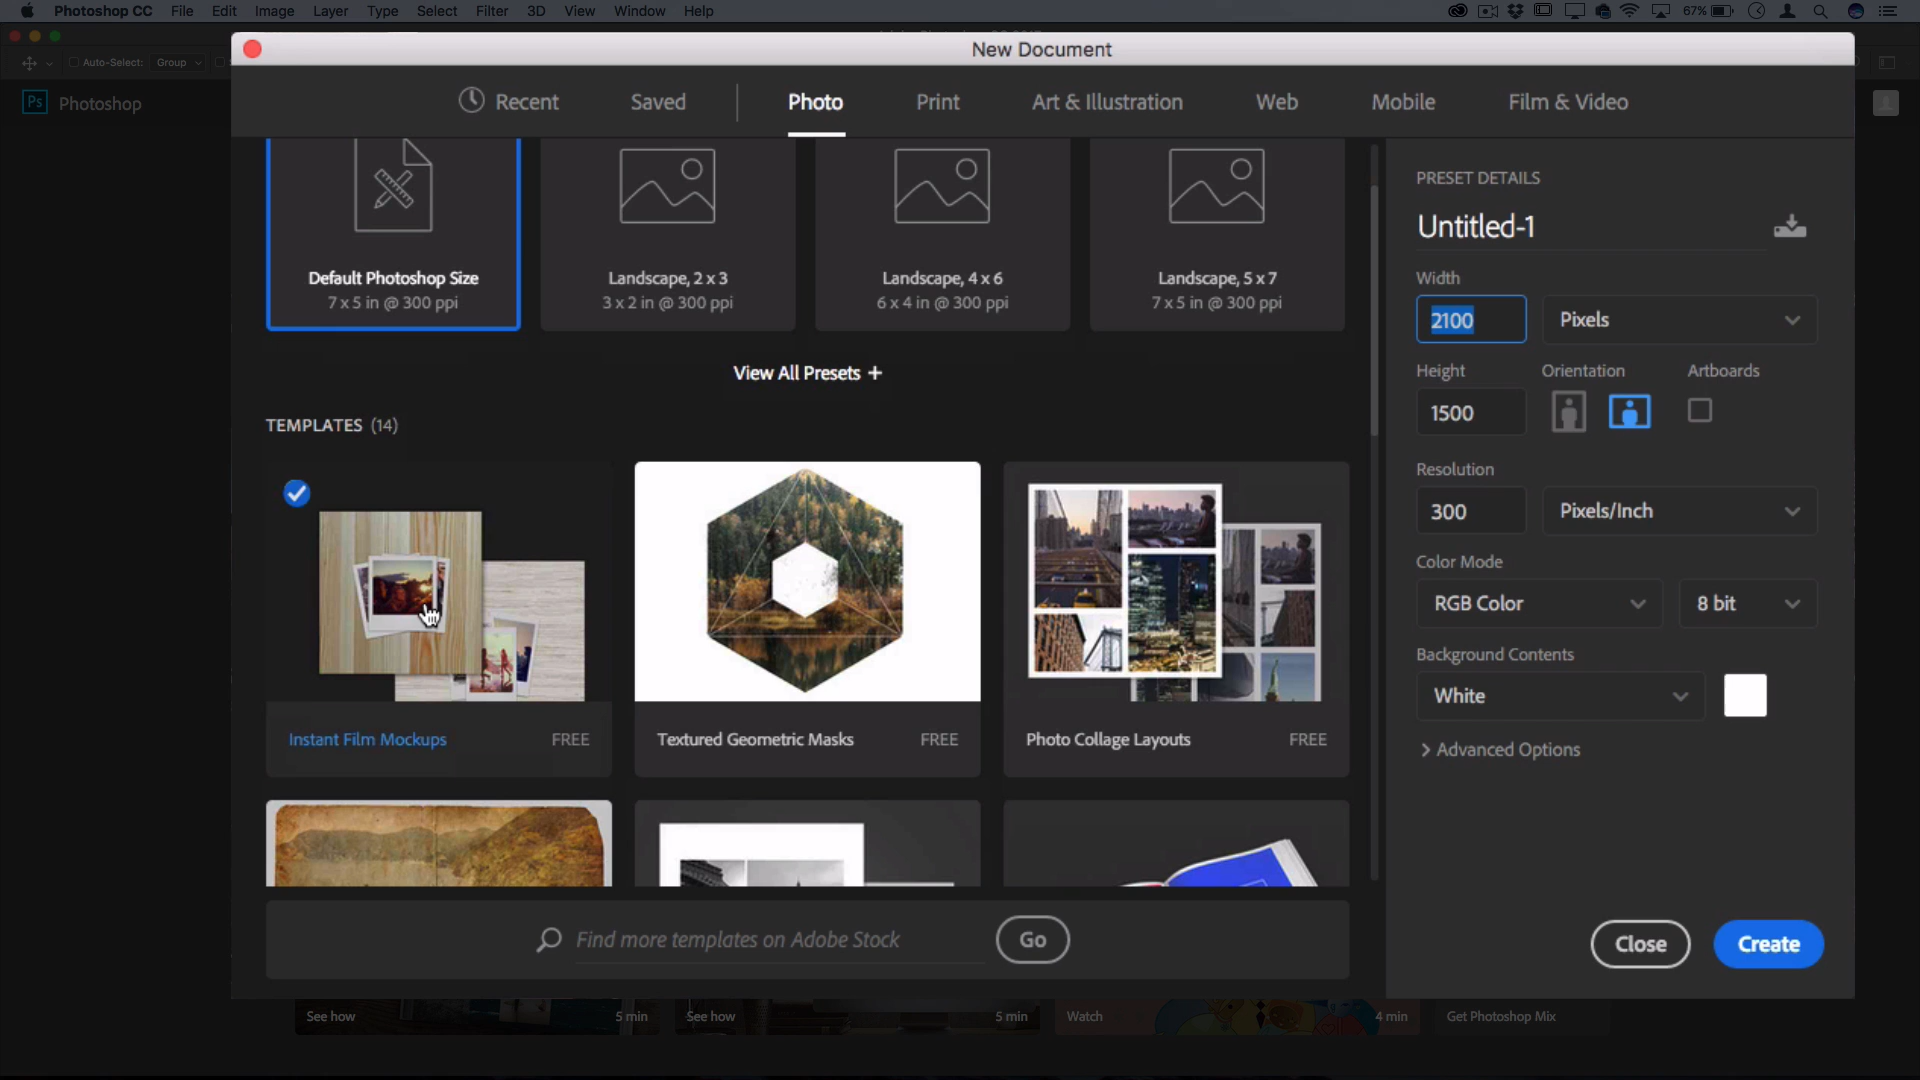 Photoshop CC File Edit Image Layer Type Select Filter 3D View Window Help 67%
New Document
Auto-Select: Group
Ps Photoshop
Recent Saved Photo Print Art & Illustration Web Mobile Film & Video
Default Photoshop Size
7 x 5 in @ 300 ppi
Landscape, 2 x 3
3 x 2 in @ 300 ppi
Landscape, 4 x 6
6 x 4 in @ 300 ppi
Landscape, 5 x 7
7 x 5 in @ 300 ppi
View All Presets +
TEMPLATES (14)
Instant Film Mockups FREE
Textured Geometric Masks FREE
Photo Collage Layouts FREE
Find more templates on Adobe Stock Go
PRESET DETAILS
Untitled-1
Width
2100 Pixels
Height Orientation Artboards
1500
Resolution
300 Pixels/Inch
Color Mode
RGB Color 8 bit
Background Contents
White
Advanced Options
Close Create
See how 5 min See how 5 min Watch 4 min Get Photoshop Mix